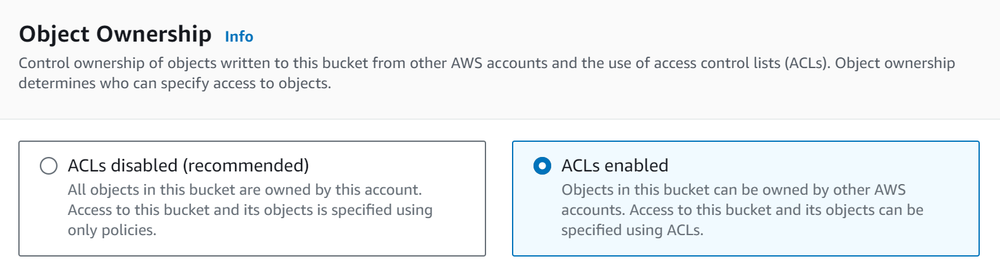 Object Ownership Info
Control ownership of objects written to this bucket from other AWS accounts and the use of access control lists (ACLs). Object ownership
determines who can specify access to objects.
ACLs disabled (recommended)
All objects in this bucket are owned by this account.
Access to this bucket and its objects is specified using
only policies.
ACLs enabled
Objects in this bucket can be owned by other AWS
accounts. Access to this bucket and its objects can be
specified using ACLs.